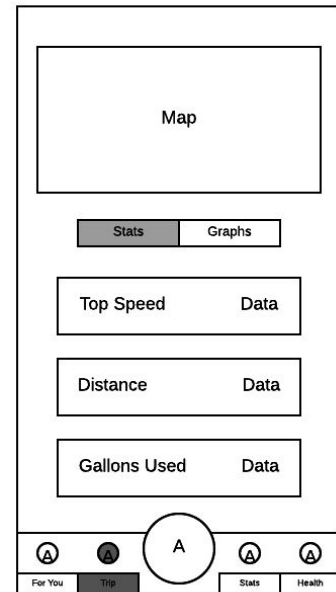 Map
Stats Graphs
Top Speed Data
Distance Data
Gallons Used Data
A A A A A
For You Trip Stats Health